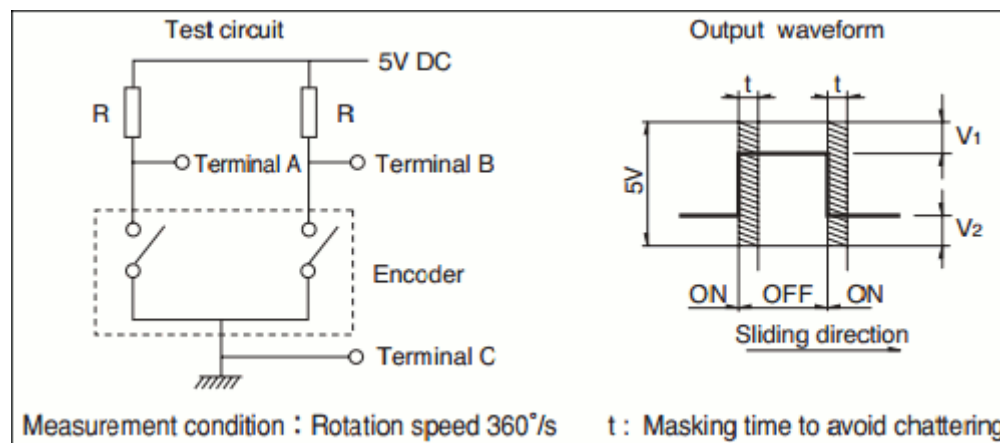 Test circuit
5V DC
R
R
Terminal A
Terminal B
Encoder
Terminal C
Output waveform
t
t
V1
5V
V2
ON OFF ON
Sliding direction
Measurement condition : Rotation speed 360°/s t : Masking time to avoid chattering